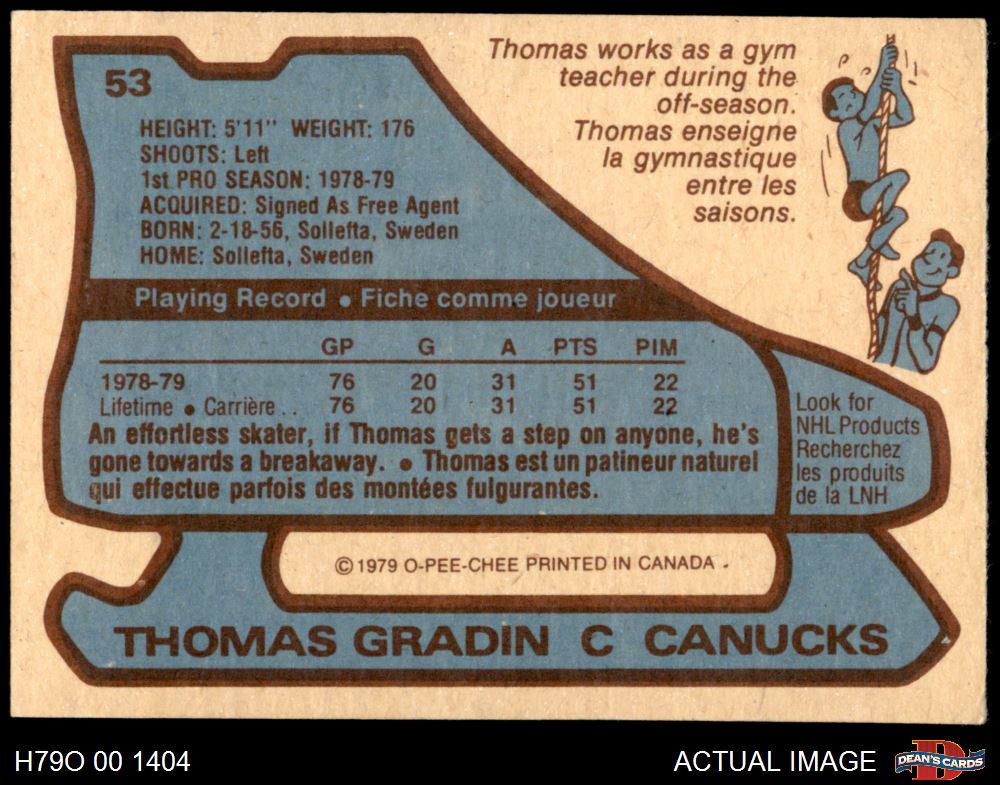 53
HEIGHT: 5'11" WEIGHT: 176
SHOOTS: Left
1st PRO SEASON: 1978-79
ACQUIRED: Signed As Free Agent
BORN: 2-18-56, Sollefta, Sweden
HOME: Sollefta, Sweden
Thomas works as a gym
teacher during the
off-season.
Thomas enseigne
la gymnastique
entre les
saisons.
Playing Record • Fiche comme joueur
GP G A PTS PIM
1978-79 76 20 31 51 22
Lifetime • Carrière . . 76 20 31 51 22
An effortless skater, if Thomas gets a step on anyone, he's
gone towards a breakaway. • Thomas est un patineur naturel
qui effectue parfois des montées fulgurantes.
Look for
NHL Products
Recherchez
les produits
de la LNH
© 1979 O-PEE-CHEE PRINTED IN CANADA
THOMAS GRADIN C CANUCKS
H79O 00 1404
ACTUAL IMAGE
DEAN'S CARDS